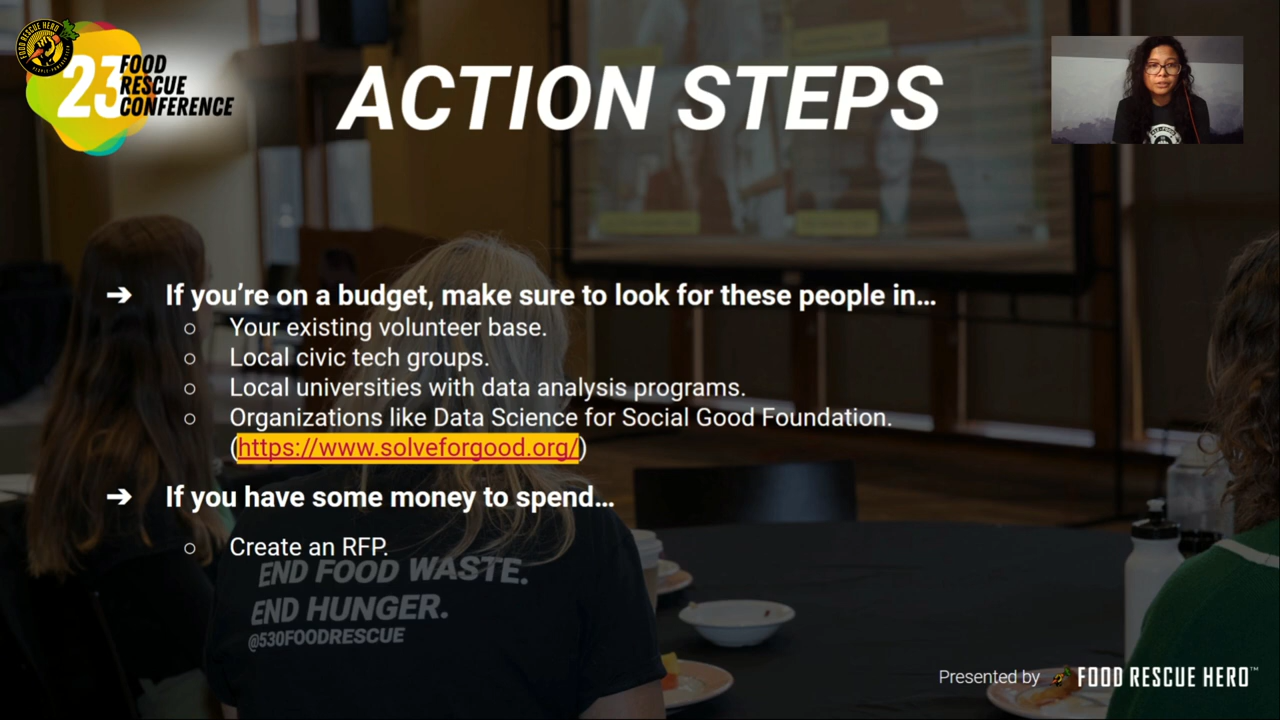 FOOD RESCUE HERO
23 FOOD
RESCUE
CONFERENCE
ACTION STEPS
➔ If you’re on a budget, make sure to look for these people in…
○ Your existing volunteer base.
○ Local civic tech groups.
○ Local universities with data analysis programs.
○ Organizations like Data Science for Social Good Foundation.
(https://www.solveforgood.org/)
➔ If you have some money to spend…
○ Create an RFP.
END FOOD WASTE.
END HUNGER.
@530FOODRESCUE
Presented by FOOD RESCUE HERO™